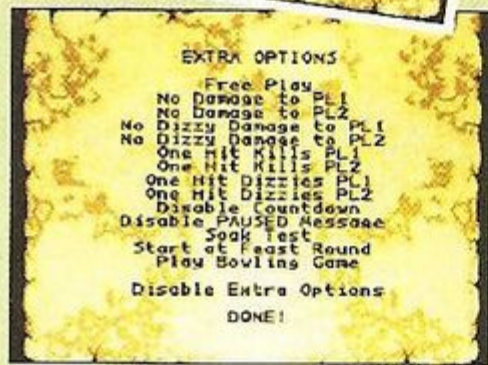 EXTRA OPTIONS
Free Play
No Damage to PL1
No Damage to PL2
No Dizzy Damage to PL1
No Dizzy Damage to PL2
One Hit Kills PL1
One Hit Kills PL2
One Hit Dizzies PL1
One Hit Dizzies PL2
Disable Countdown
Disable PAUSED Message
Soak Test
Start at Feast Round
Play Bowling Game
Disable Extra Options
DONE!